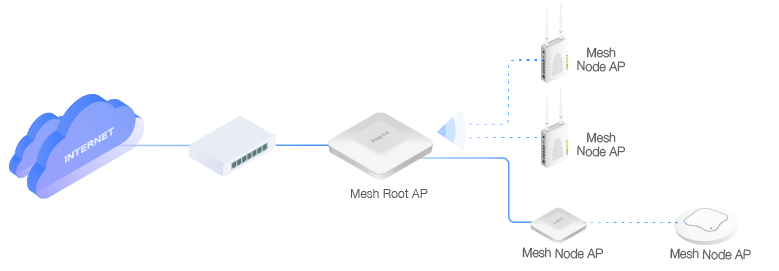 INTERNET
Mesh Root AP
Mesh
Node AP
Mesh
Node AP
Mesh Node AP
Mesh Node AP